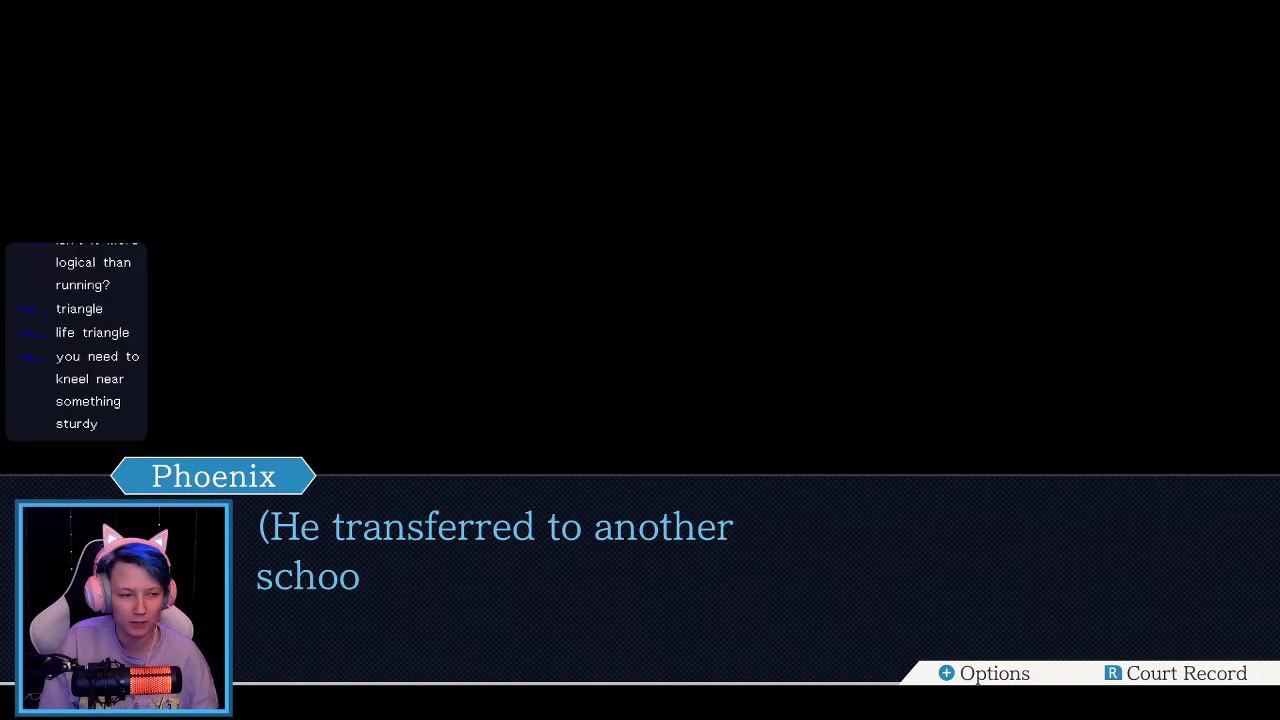 logical than
running?
triangle
life triangle
you need to
kneel near
something
sturdy
Phoenix
(He transferred to another
schoo
Options
R Court Record